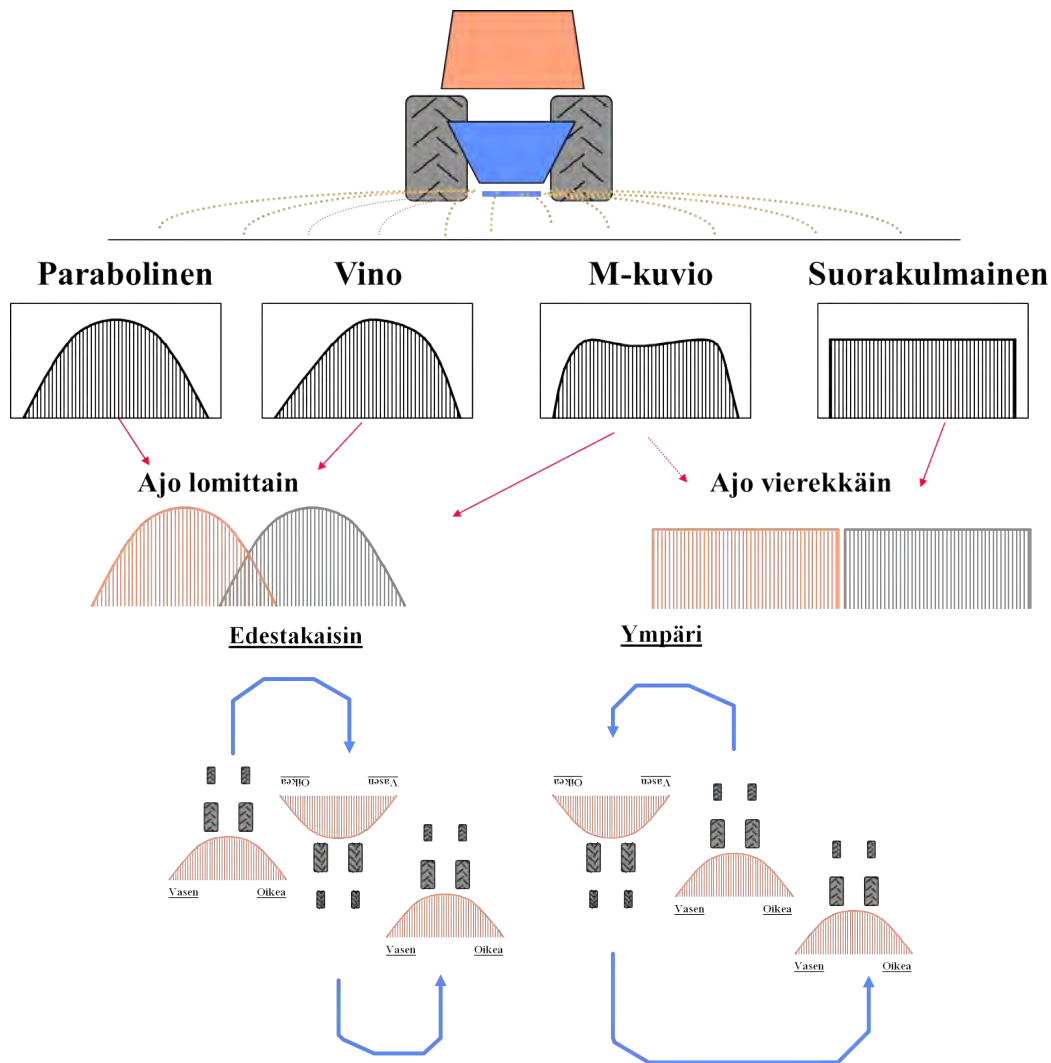 Parabolinen Vino M-kuvio Suorakulmainen
Ajo lomittain Ajo vierekkäin
Edestakaisin Ympäri
Oikea Vasen Oikea Vasen
Vasen Oikea Vasen Oikea
Vasen Oikea Vasen Oikea